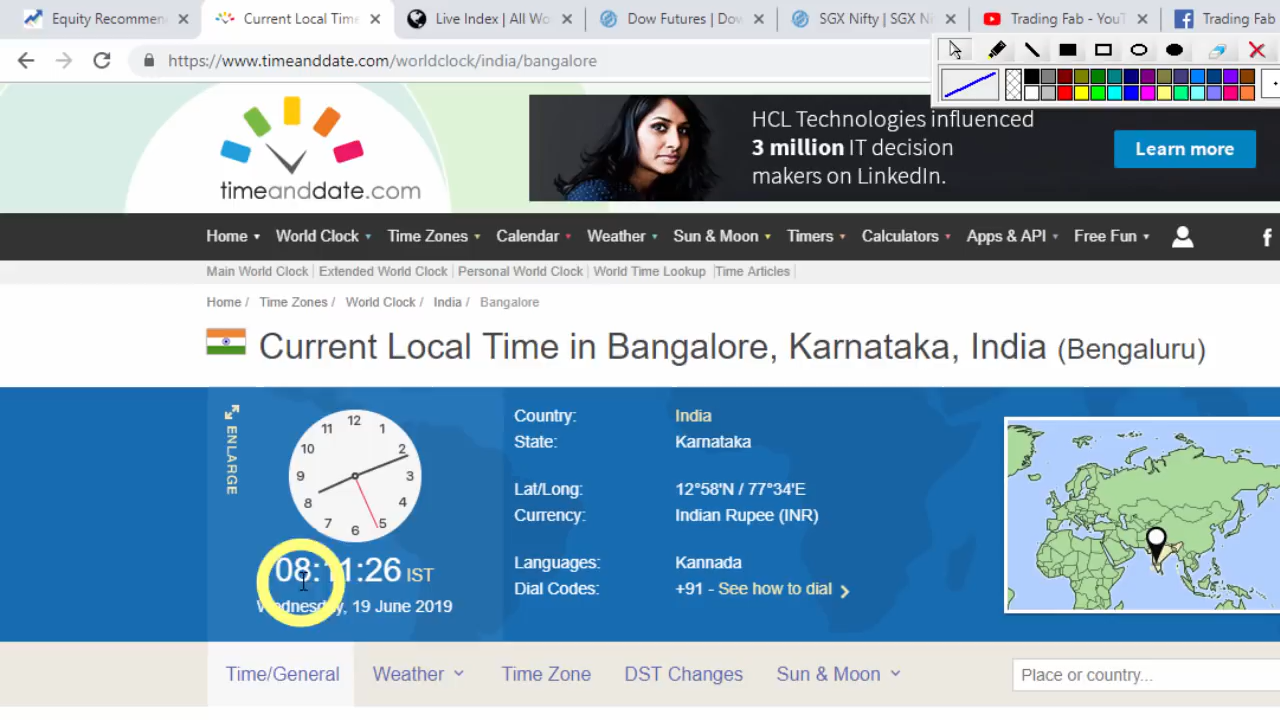 Equity Recommen
Current Local Time
Live Index | All Wo
Dow Futures | Dow
SGX Nifty | SGX N
Trading Fab - YouT
Trading Fab
https://www.timeanddate.com/worldclock/india/bangalore
timeanddate.com
HCL Technologies influenced
3 million IT decision
makers on LinkedIn.
Learn more
Home World Clock Time Zones Calendar Weather Sun & Moon Timers Calculators Apps & API Free Fun
Main World Clock | Extended World Clock | Personal World Clock | World Time Lookup | Time Articles |
Home / Time Zones / World Clock / India / Bangalore
Current Local Time in Bangalore, Karnataka, India (Bengaluru)
ENLARGE
12 1 2 3 4 5 6 7 8 9 10 11
08:11:26 IST
Wednesday, 19 June 2019
Country: India
State: Karnataka
Lat/Long: 12°58'N / 77°34'E
Currency: Indian Rupee (INR)
Languages: Kannada
Dial Codes: +91 - See how to dial
Time/General Weather Time Zone DST Changes Sun & Moon
Place or country...